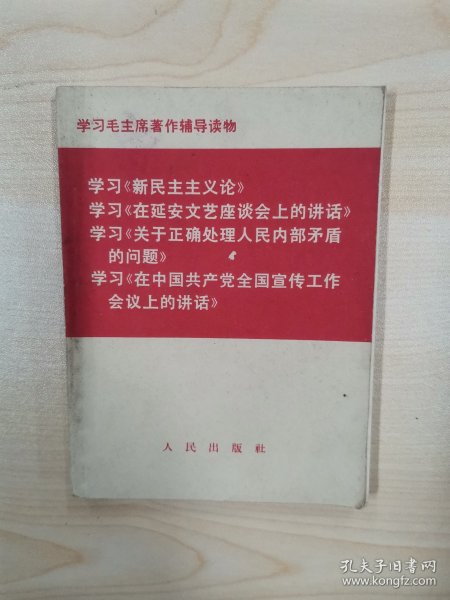 学习毛主席著作辅导读物
学习《新民主主义论》
学习《在延安文艺座谈会上的讲话》
学习《关于正确处理人民内部矛盾
的问题》
学习《在中国共产党全国宣传工作
会议上的讲话》
人民出版社
孔夫子旧书网
www.kongfz.com